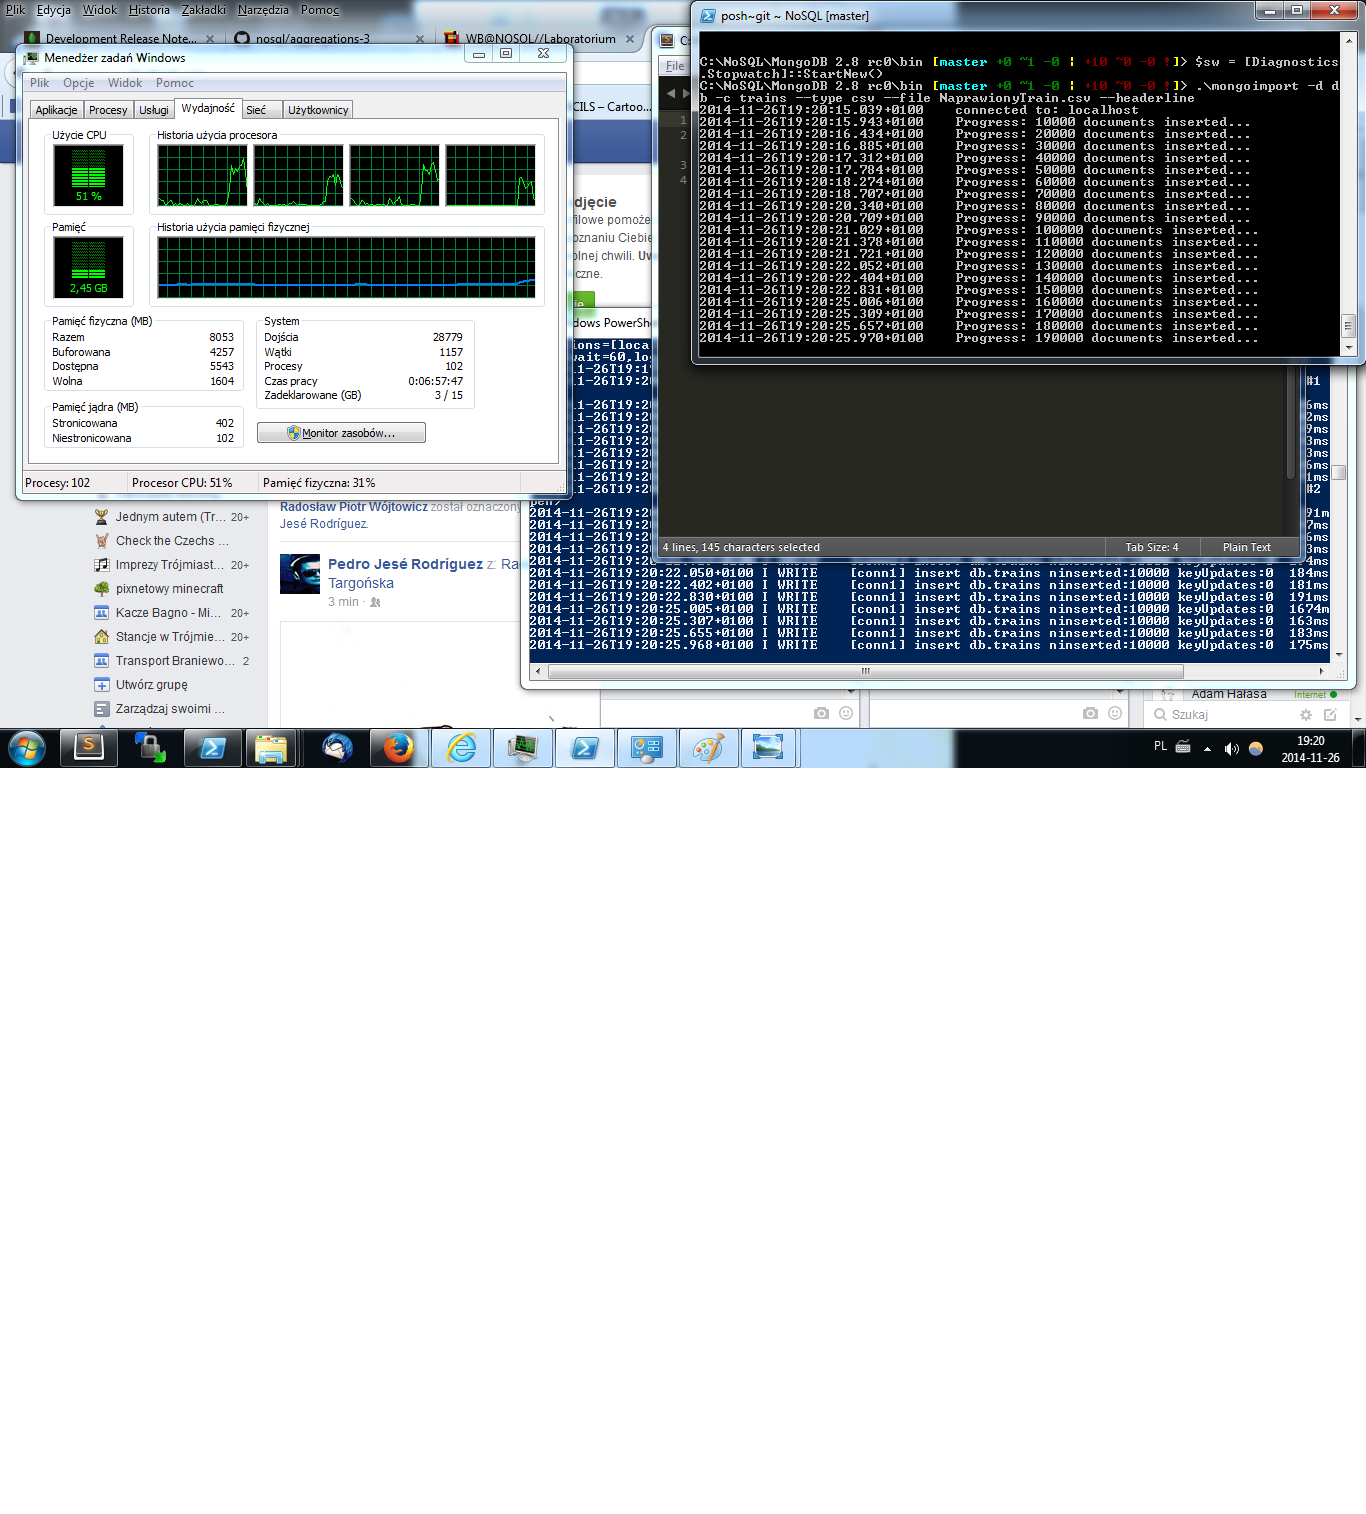 Plik Edycja Widok Historia Zakładki Narzędzia Pomoc
Development Release Note...
nosql/aggregations-3
WB@NOSQL//Laboratorium
Menedżer zadań Windows
Plik Opcje Widok Pomoc
Aplikacje Procesy Usługi Wydajność Sieć Użytkownicy
Użycie CPU
51 %
Historia użycia procesora
Pamięć
2,45 GB
Historia użycia pamięci fizycznej
Pamięć fizyczna (MB)
Razem 8053
Buforowana 4257
Dostępna 5543
Wolna 1604
Pamięć jądra (MB)
Stronicowana 402
Niestronicowana 102
System
Dojścia 28779
Wątki 1157
Procesy 102
Czas pracy 0:06:57:47
Zadeklarowane (GB) 3 / 15
Monitor zasobów...
Procesy: 102 Procesor CPU: 51% Pamięć fizyczna: 31%
CILS – Cartoo...
djęcie
filowe pomoże
oznaniu Ciebie
olnej chwili. Uw
czne.
posh~git ~ NoSQL [master]
C:\NoSQL\MongoDB 2.8 rc0\bin [master +0 ~1 -0 | +10 ~0 -0 !]> $sw = [Diagnostics
.Stopwatch]::StartNew()
C:\NoSQL\MongoDB 2.8 rc0\bin [master +0 ~1 -0 | +10 ~0 -0 !]> .\mongoimport -d d
b -c trains --type csv --file NaprawionyTrain.csv --headerline
2014-11-26T19:20:15.039+0100 connected to: localhost
2014-11-26T19:20:15.943+0100 Progress: 10000 documents inserted...
2014-11-26T19:20:16.434+0100 Progress: 20000 documents inserted...
2014-11-26T19:20:16.885+0100 Progress: 30000 documents inserted...
2014-11-26T19:20:17.312+0100 Progress: 40000 documents inserted...
2014-11-26T19:20:17.784+0100 Progress: 50000 documents inserted...
2014-11-26T19:20:18.274+0100 Progress: 60000 documents inserted...
2014-11-26T19:20:18.707+0100 Progress: 70000 documents inserted...
2014-11-26T19:20:20.340+0100 Progress: 80000 documents inserted...
2014-11-26T19:20:20.709+0100 Progress: 90000 documents inserted...
2014-11-26T19:20:21.029+0100 Progress: 100000 documents inserted...
2014-11-26T19:20:21.378+0100 Progress: 110000 documents inserted...
2014-11-26T19:20:21.721+0100 Progress: 120000 documents inserted...
2014-11-26T19:20:22.052+0100 Progress: 130000 documents inserted...
2014-11-26T19:20:22.404+0100 Progress: 140000 documents inserted...
2014-11-26T19:20:22.831+0100 Progress: 150000 documents inserted...
2014-11-26T19:20:25.006+0100 Progress: 160000 documents inserted...
2014-11-26T19:20:25.309+0100 Progress: 170000 documents inserted...
2014-11-26T19:20:25.657+0100 Progress: 180000 documents inserted...
2014-11-26T19:20:25.970+0100 Progress: 190000 documents inserted...
File
1
2
3
4
4 lines, 145 characters selected Tab Size: 4 Plain Text
dows PowerShe
ions=[loca
wait=60,lo
11-26T19:1
11-26T19:2 #1
2014-11-26T19:20:22.050+0100 I WRITE [conn1] insert db.trains ninserted:10000 keyUpdates:0 184ms
2014-11-26T19:20:22.402+0100 I WRITE [conn1] insert db.trains ninserted:10000 keyUpdates:0 181ms
2014-11-26T19:20:22.830+0100 I WRITE [conn1] insert db.trains ninserted:10000 keyUpdates:0 191ms
2014-11-26T19:20:25.005+0100 I WRITE [conn1] insert db.trains ninserted:10000 keyUpdates:0 1674m
2014-11-26T19:20:25.307+0100 I WRITE [conn1] insert db.trains ninserted:10000 keyUpdates:0 163ms
2014-11-26T19:20:25.655+0100 I WRITE [conn1] insert db.trains ninserted:10000 keyUpdates:0 183ms
2014-11-26T19:20:25.968+0100 I WRITE [conn1] insert db.trains ninserted:10000 keyUpdates:0 175ms
Jednym autem (Tr... 20+
Check the Czechs ...
Imprezy Trójmiast... 20+
pixnetowy minecraft
Kacze Bagno - Mi... 20+
Stancje w Trójmie... 20+
Transport Braniewo... 2
Utwórz grupę
Zarządzaj swoimi ...
Radosław Piotr Wójtowicz został oznaczony
Jesé Rodríguez.
Pedro Jesé Rodríguez z: Ra
Targońska
3 min ·
Adam Hałasa Internet
Szukaj
PL
19:20
2014-11-26